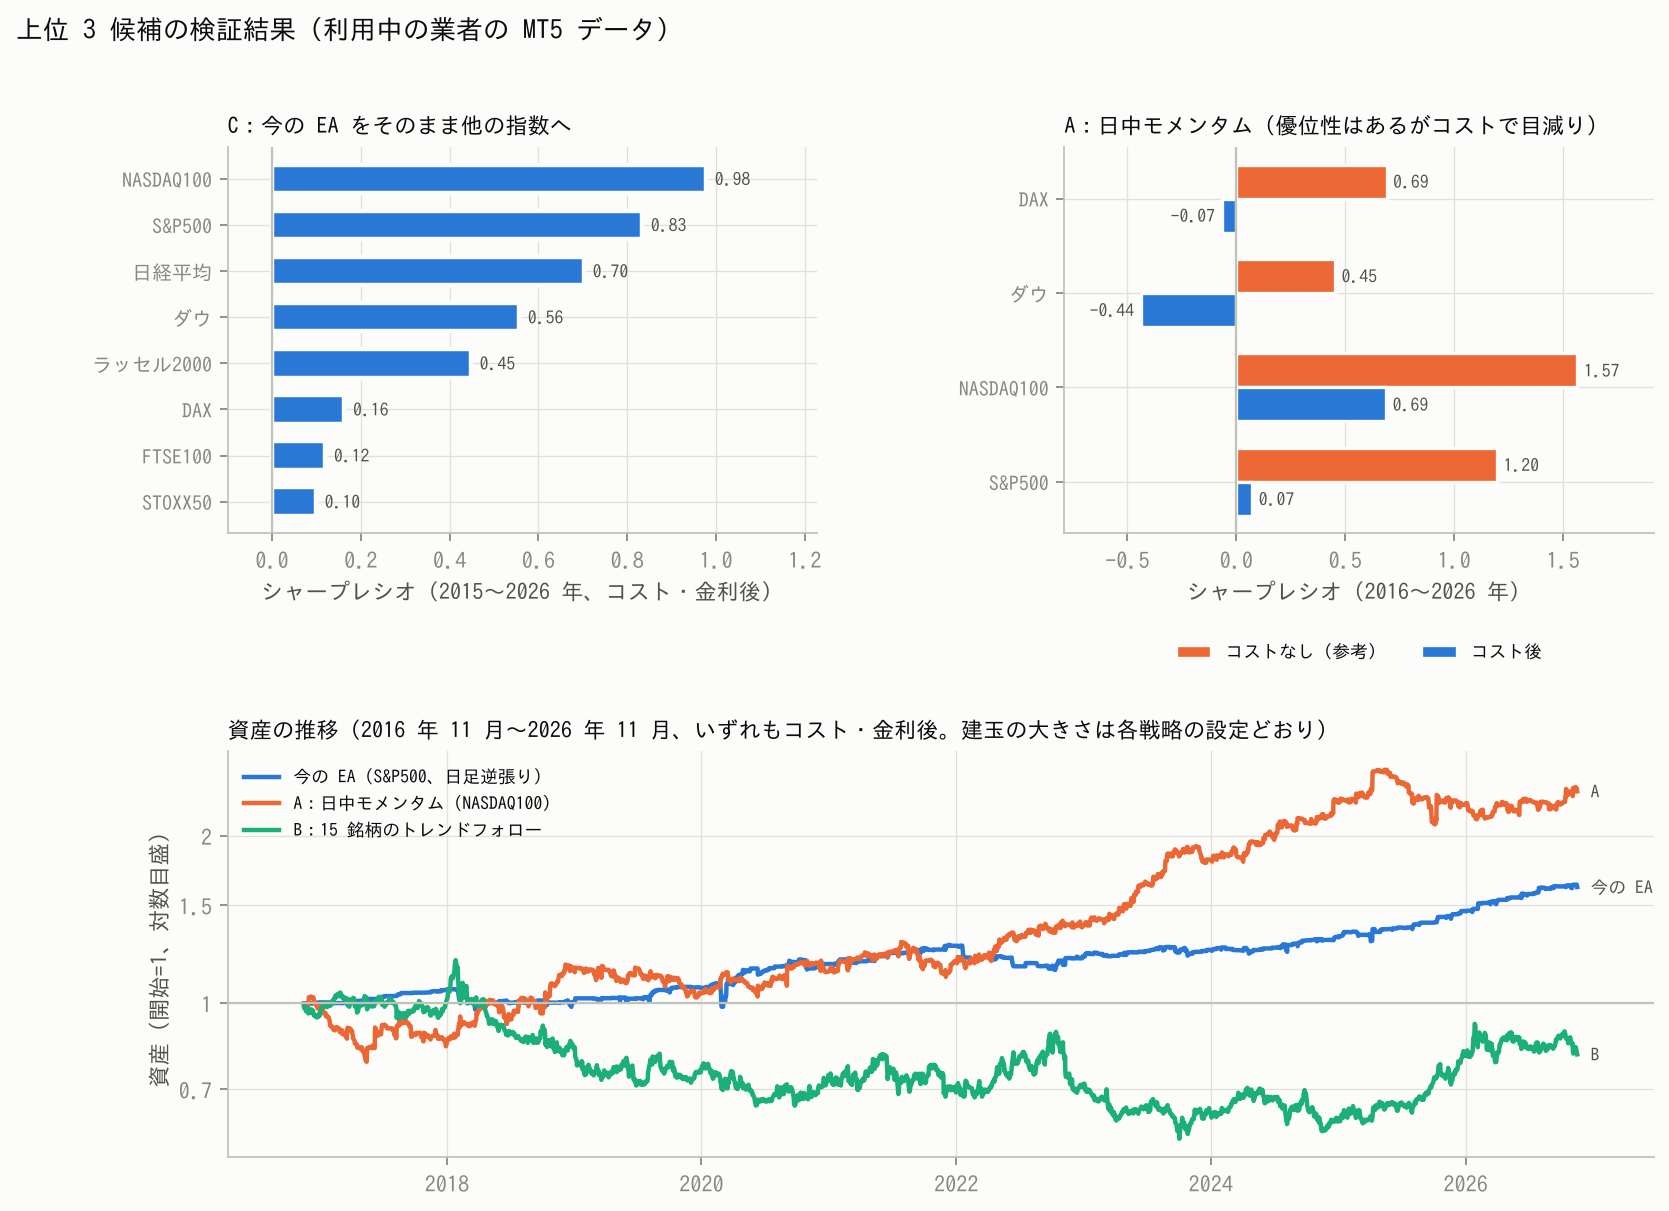 上位 3 候補の検証結果（利用中の業者の MT5 データ）
C：今の EA をそのまま他の指数へ
NASDAQ100
0.98
S&P500
0.83
日経平均
0.70
ダウ
0.56
ラッセル2000
0.45
DAX
0.16
FTSE100
0.12
STOXX50
0.10
0.0 0.2 0.4 0.6 0.8 1.0 1.2
シャープレシオ（2015～2026 年、コスト・金利後）
A：日中モメンタム（優位性はあるがコストで目減り）
DAX
0.69
-0.07
ダウ
0.45
-0.44
NASDAQ100
1.57
0.69
S&P500
1.20
0.07
-0.5 0.0 0.5 1.0 1.5
シャープレシオ（2016～2026 年）
コストなし（参考） コスト後
資産の推移（2016 年 11 月～2026 年 11 月、いずれもコスト・金利後。建玉の大きさは各戦略の設定どおり）
今の EA（S&P500、日足逆張り）
A：日中モメンタム（NASDAQ100）
B：15 銘柄のトレンドフォロー
資産（開始=1、対数目盛）
2
1.5
1
0.7
A
今の EA
B
2018 2020 2022 2024 2026